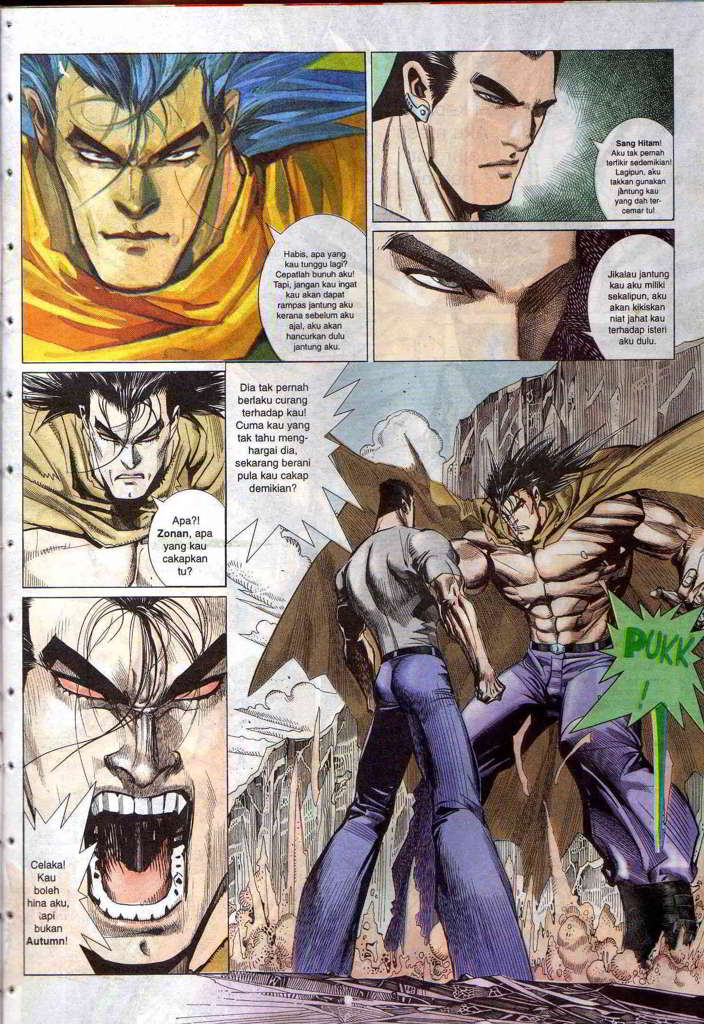 Habis, apa yang
kau tunggu lagi?
Cepatlah bunuh aku!
Tapi, jangan kau ingat
kau akan dapat
rampas jantung aku
kerana sebelum aku
ajal, aku akan
hancurkan dulu
jantung aku.
Sang Hitam!
Aku tak pernah
terfikir sedemikian!
Lagipun, aku
takkan gunakan
jantung kau
yang dah ter-
cemar tu!
Jikalau jantung
kau aku miliki
sekalipun, aku
akan kikiskan
niat jahat kau
terhadap isteri
aku dulu.
Apa?!
Zonan, apa
yang kau
cakapkan
tu?
Dia tak pernah
berlaku curang
terhadap kau!
Cuma kau yang
tak tahu meng-
hargai dia,
sekarang berani
pula kau cakap
demikian?
PUKK
!
Celaka!
Kau
boleh
hina aku,
tapi
bukan
Autumn!